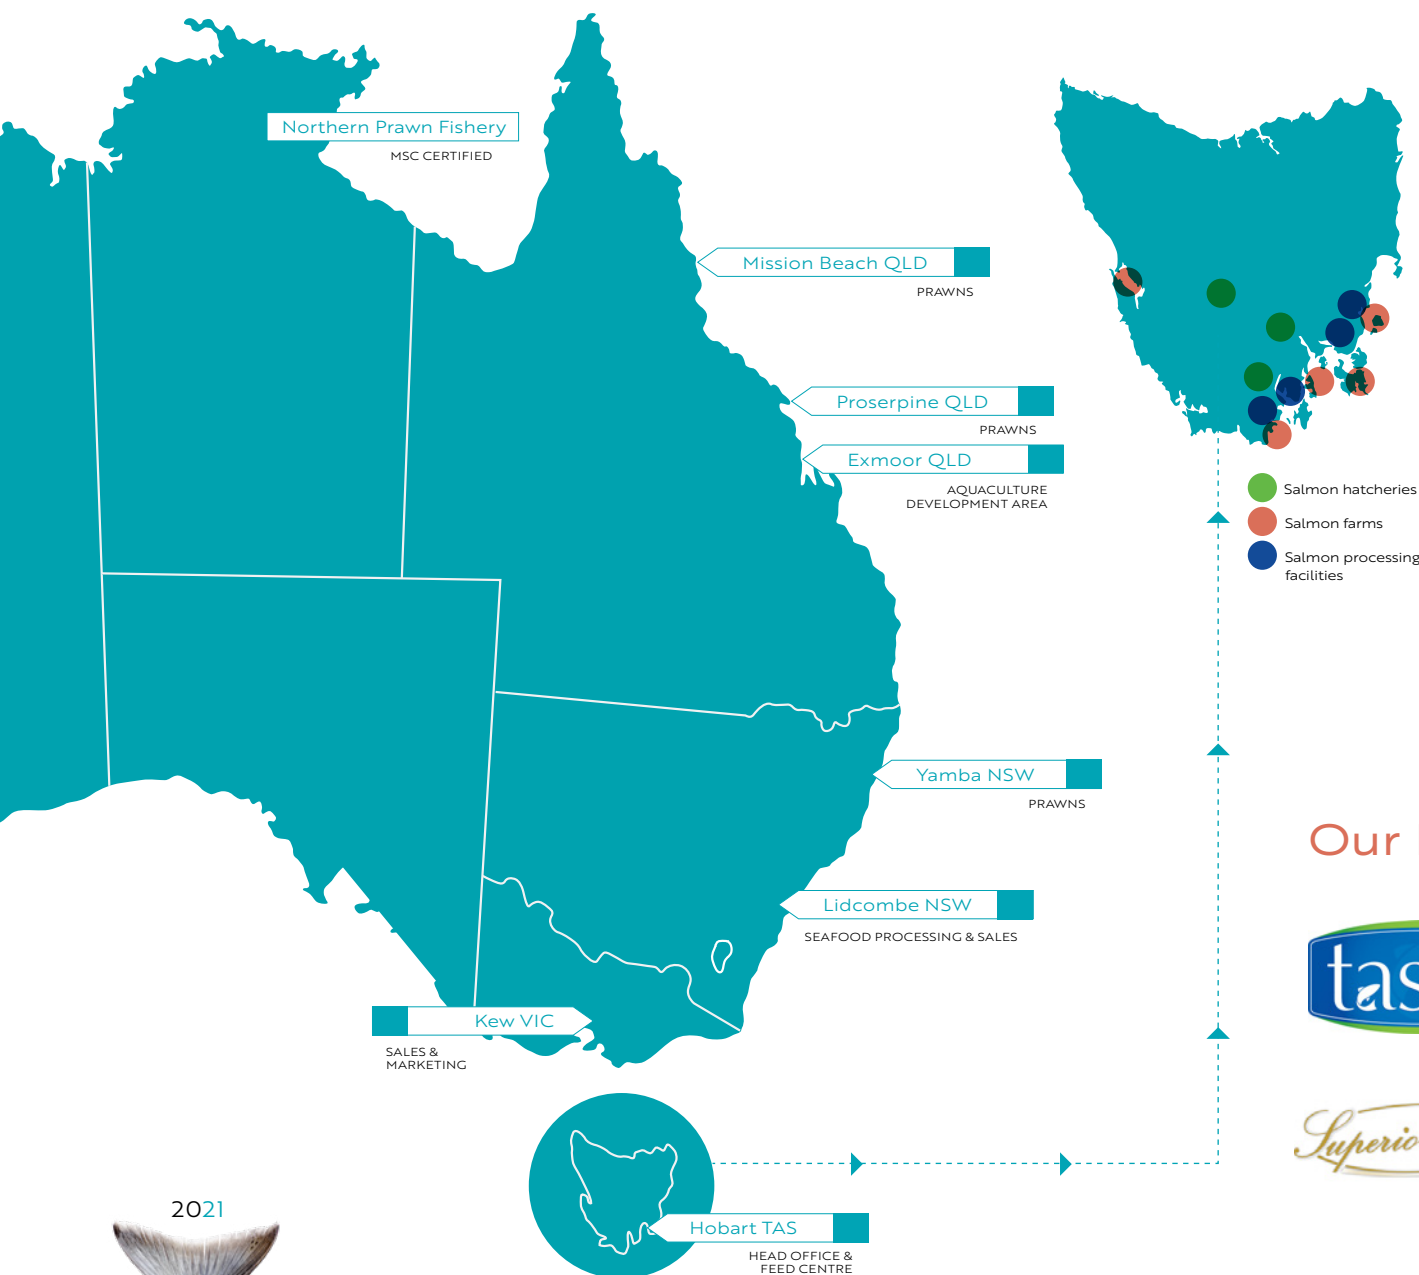 Northern Prawn Fishery
MSC CERTIFIED
Mission Beach QLD
PRAWNS
Proserpine QLD
PRAWNS
Exmoor QLD
AQUACULTURE
DEVELOPMENT AREA
Salmon hatcheries
Salmon farms
Salmon processing
facilities
Yamba NSW
PRAWNS
Our
Lidcombe NSW
SEAFOOD PROCESSING & SALES
tas
Kew VIC
SALES &
MARKETING
Superio
2021
Hobart TAS
HEAD OFFICE &
FEED CENTRE